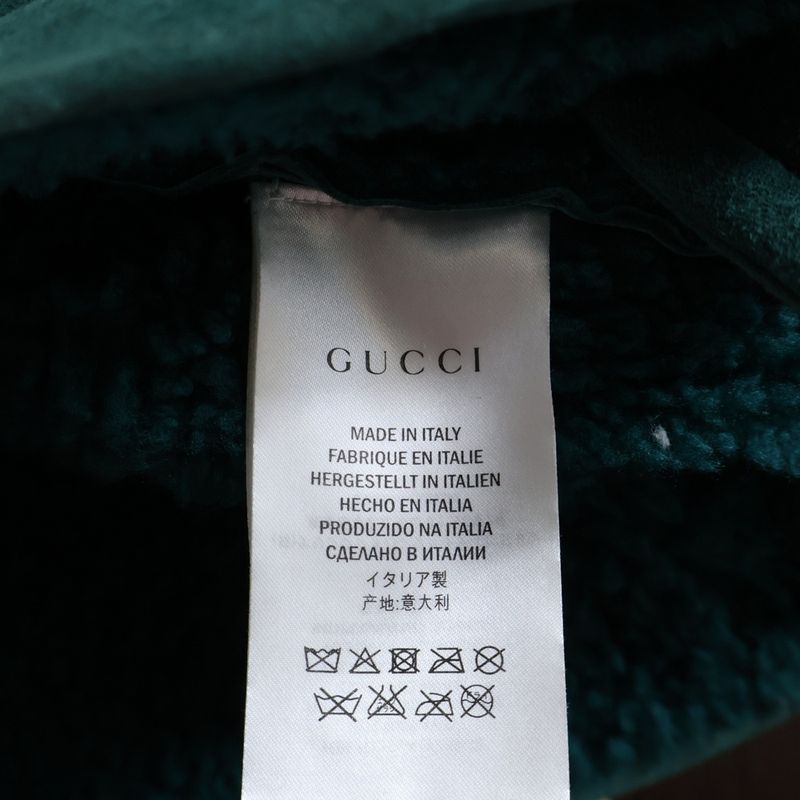 GUCCI
MADE IN ITALY
FABRIQUE EN ITALIE
HERGESTELLT IN ITALIEN
HECHO EN ITALIA
PRODUZIDO NA ITALIA
СДЕЛАНО В ИТАЛИИ
イタリア製
产地:意大利